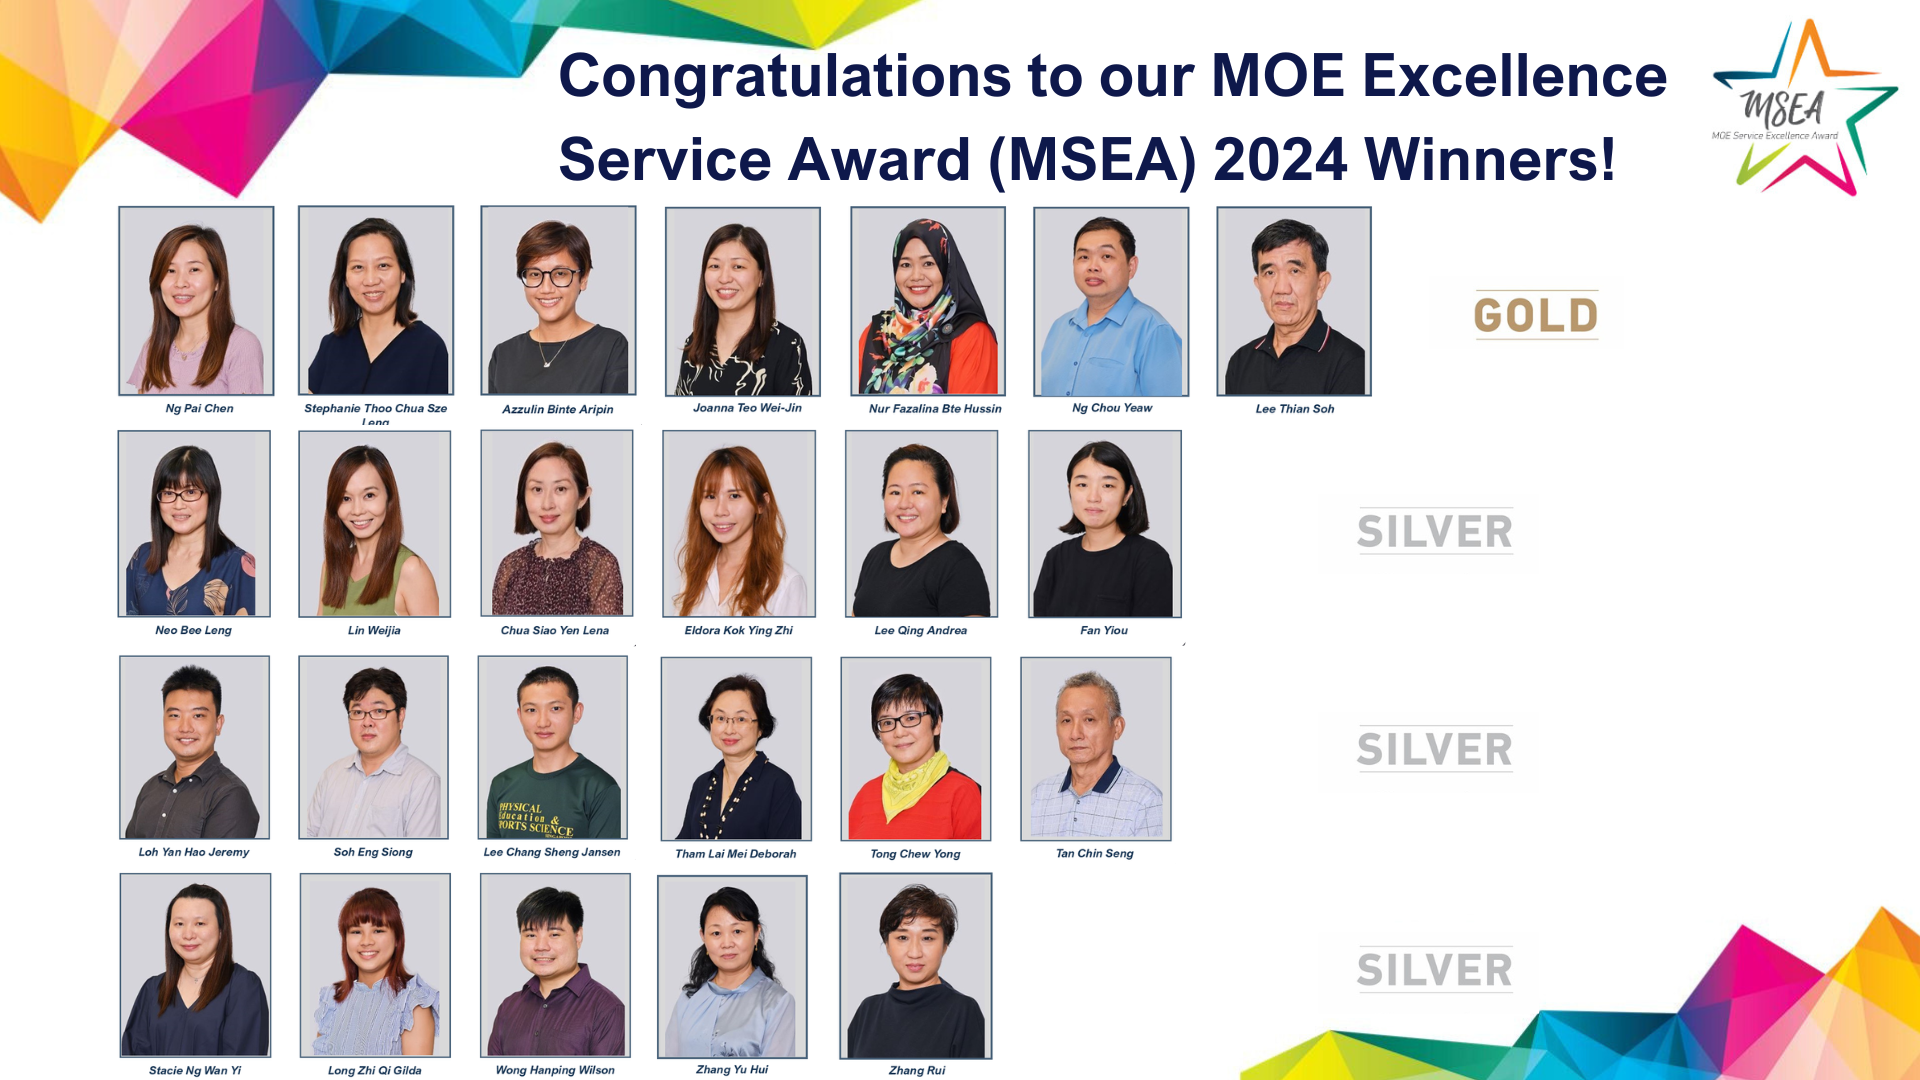 Congratulations to our MOE Excellence
Service Award (MSEA) 2024 Winners!
MSEA
MOE Service Excellence Award
GOLD
Ng Pai Chen
Stephanie Thoo Chua Sze
Leng
Azzulin Binte Aripin
Joanna Teo Wei-Jin
Nur Fazalina Bte Hussin
Ng Chou Yeaw
Lee Thian Soh
SILVER
Neo Bee Leng
Lin Weijia
Chua Siao Yen Lena
Eldora Kok Ying Zhi
Lee Qing Andrea
Fan Yiou
PHYSICAL
Education &
SPORTS SCIENCE
SILVER
Loh Yan Hao Jeremy
Soh Eng Siong
Lee Chang Sheng Jansen
Tham Lai Mei Deborah
Tong Chew Yong
Tan Chin Seng
SILVER
Stacie Ng Wan Yi
Long Zhi Qi Gilda
Wong Hanping Wilson
Zhang Yu Hui
Zhang Rui